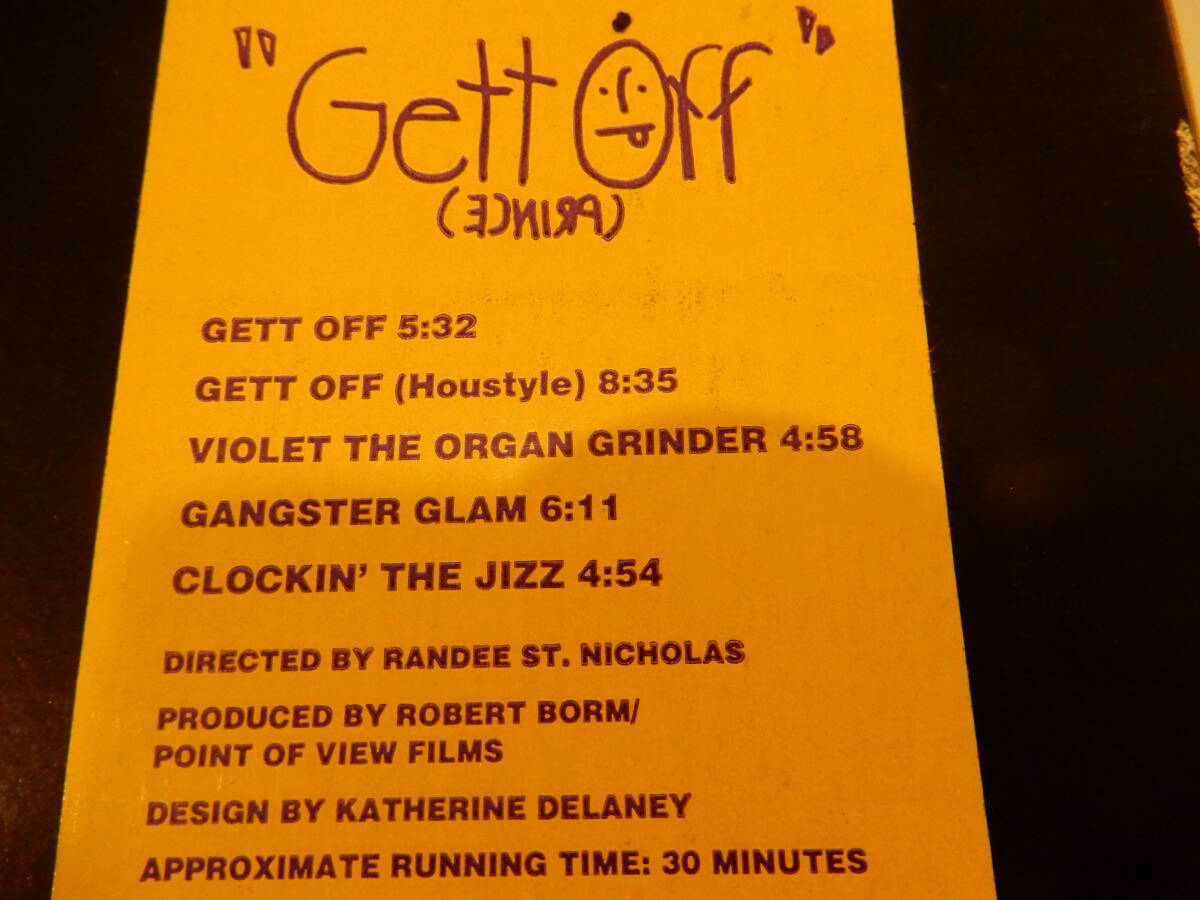 "Gett Off"
(PRINCE)
GETT OFF 5:32
GETT OFF (Houstyle) 8:35
VIOLET THE ORGAN GRINDER 4:58
GANGSTER GLAM 6:11
CLOCKIN' THE JIZZ 4:54
DIRECTED BY RANDEE ST. NICHOLAS
PRODUCED BY ROBERT BORM/
POINT OF VIEW FILMS
DESIGN BY KATHERINE DELANEY
APPROXIMATE RUNNING TIME: 30 MINUTES